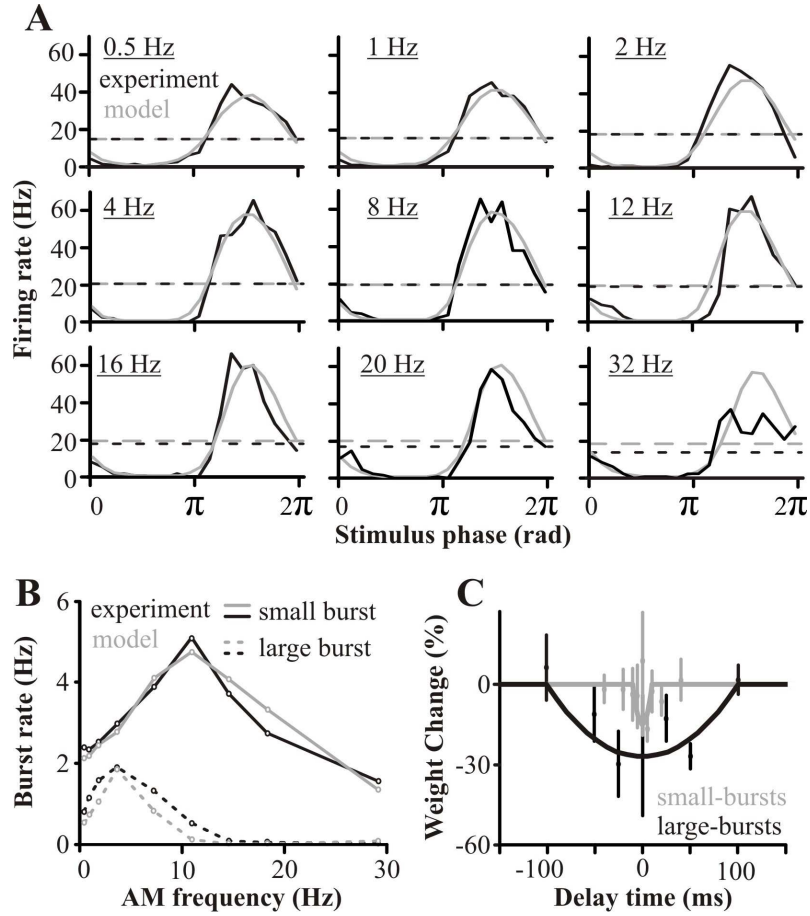 A
0.5 Hz
1 Hz
2 Hz
60
experiment
model
40
20
0
4 Hz
8 Hz
12 Hz
60
40
20
0
Firing rate (Hz)
16 Hz
20 Hz
32 Hz
60
40
20
0
0 π 2π
0 π 2π
0 π 2π
Stimulus phase (rad)
B
experiment
model
small burst
large burst
6
4
2
0
Burst rate (Hz)
0 10 20 30
AM frequency (Hz)
C
Weight Change (%)
0
-30
-60
small-bursts
large-bursts
-100 0 100
Delay time (ms)